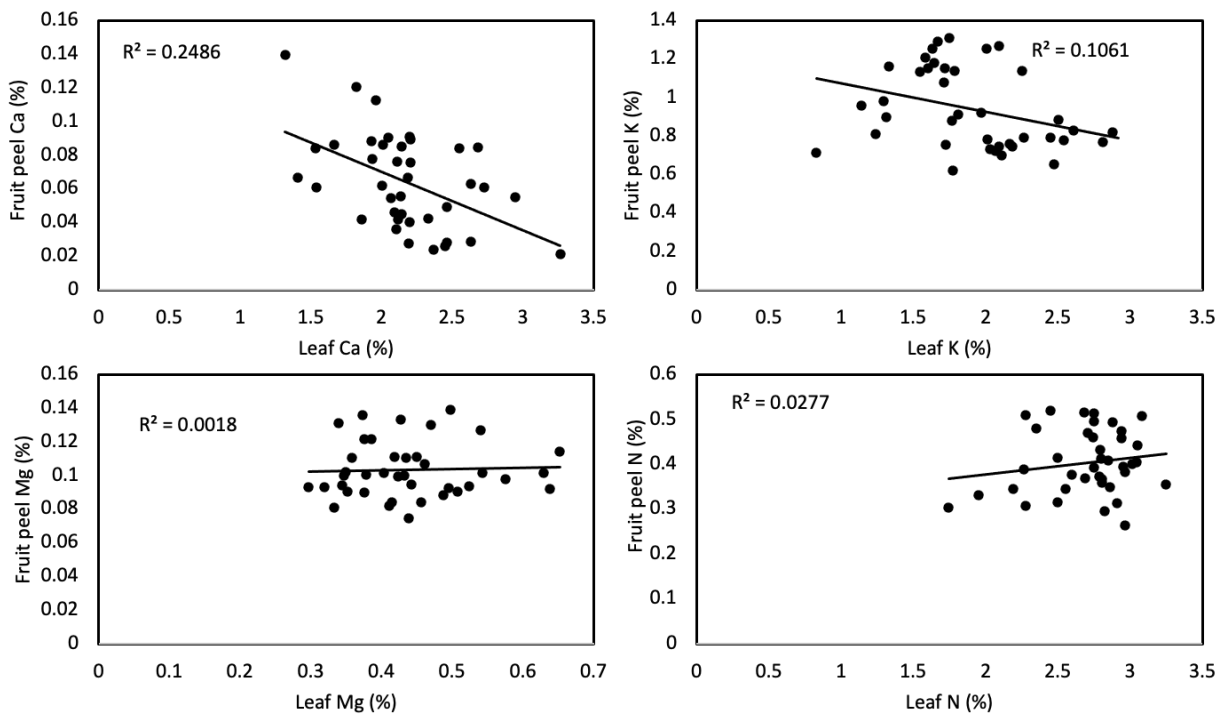 0.16
0.14
0.12
0.1
0.08
0.06
0.04
0.02
0
Fruit peel Ca (%)
R² = 0.2486
0 0.5 1 1.5 2 2.5 3 3.5
Leaf Ca (%)
1.4
1.2
1
0.8
0.6
0.4
0.2
0
Fruit peel K (%)
R² = 0.1061
0 0.5 1 1.5 2 2.5 3 3.5
Leaf K (%)
0.16
0.14
0.12
0.1
0.08
0.06
0.04
0.02
0
Fruit peel Mg (%)
R² = 0.0018
0 0.1 0.2 0.3 0.4 0.5 0.6 0.7
Leaf Mg (%)
0.6
0.5
0.4
0.3
0.2
0.1
0
Fruit peel N (%)
R² = 0.0277
0 1 1 2 2 3 3 3.5
Leaf N (%)